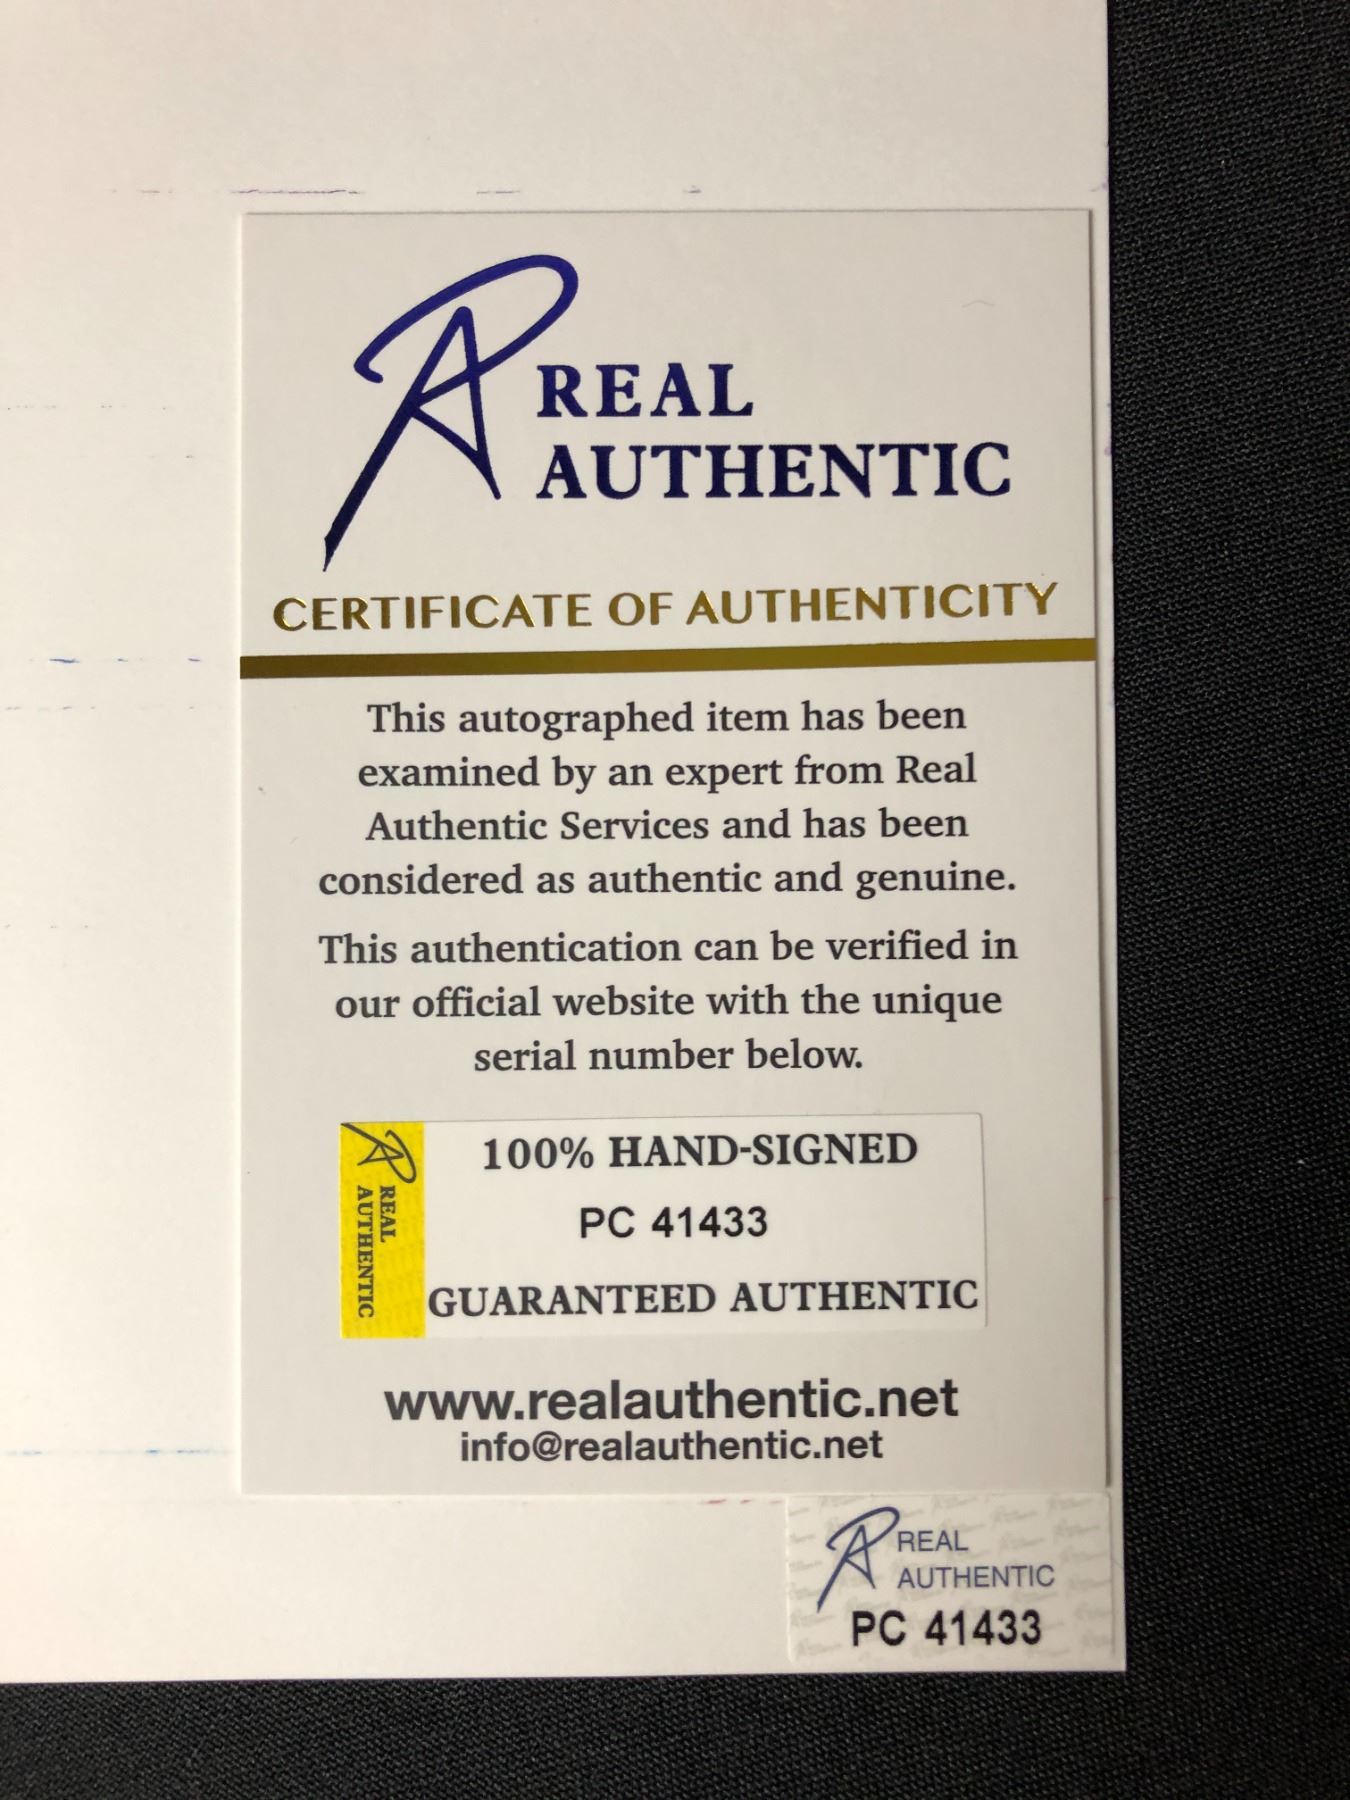 REAL
AUTHENTIC
CERTIFICATE OF AUTHENTICITY
This autographed item has been
examined by an expert from Real
Authentic Services and has been
considered as authentic and genuine.
This authentication can be verified in
our official website with the unique
serial number below.
REAL
AUTHENTIC
100% HAND-SIGNED
PC 41433
GUARANTEED AUTHENTIC
www.realauthentic.net
info@realauthentic.net
REAL
AUTHENTIC
PC 41433